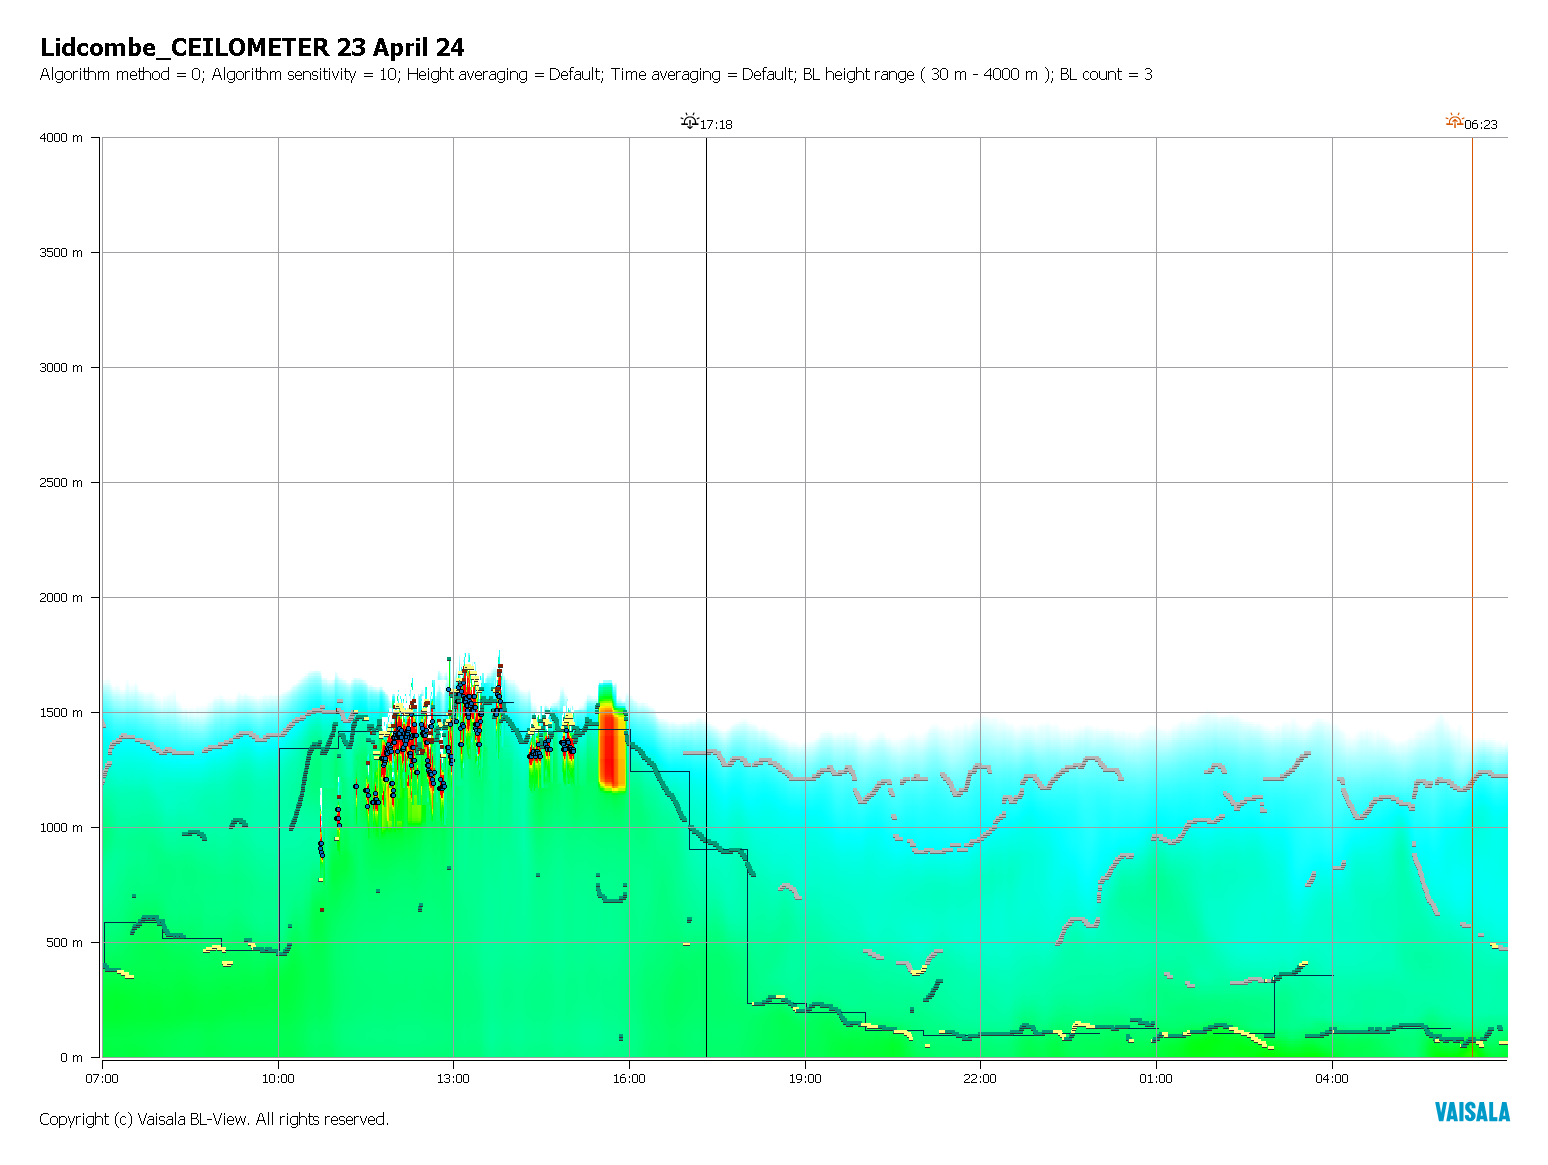 Lidcombe_CEILOMETER 23 April 24
Algorithm method = 0; Algorithm sensitivity = 10; Height averaging = Default; Time averaging = Default; BL height range ( 30 m - 4000 m ); BL count = 3
17:18
06:23
4000 m
3500 m
3000 m
2500 m
2000 m
1500 m
1000 m
500 m
0 m
07:00
10:00
13:00
16:00
19:00
22:00
01:00
04:00
Copyright (c) Vaisala BL-View. All rights reserved.
VAISALA